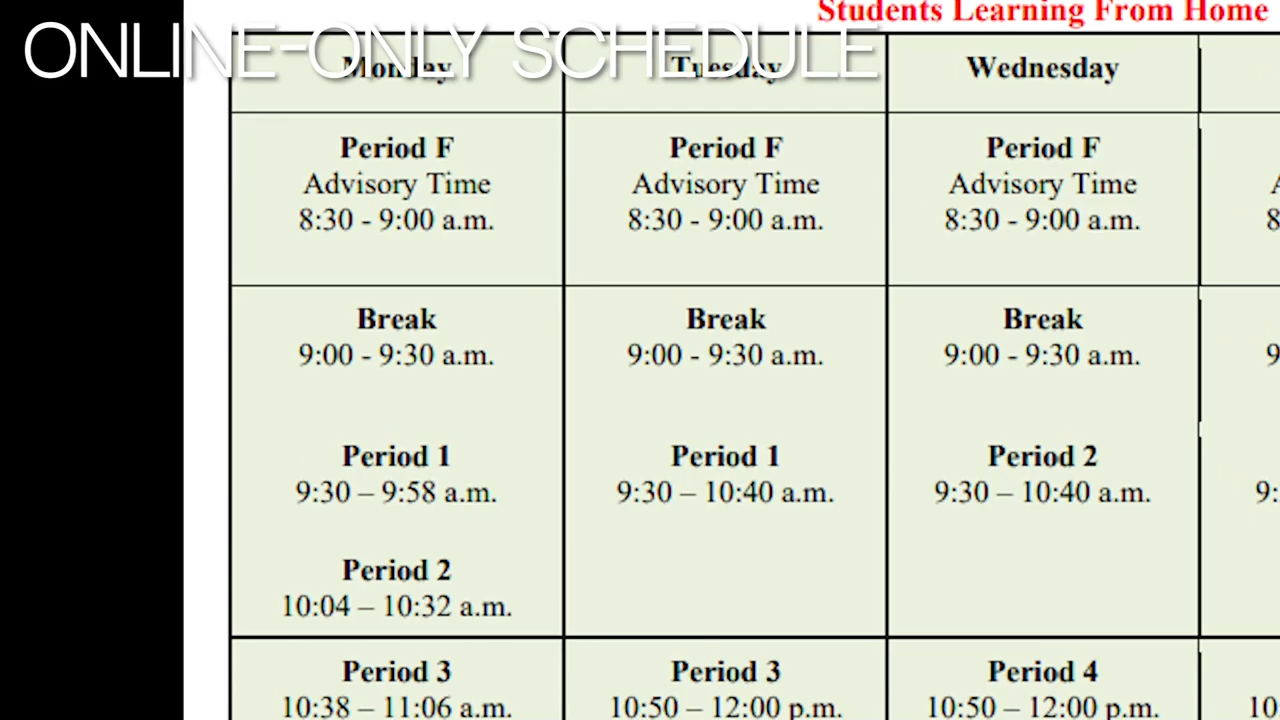 Students Learning From Home
ONLINE-ONLY SCHEDULE
Monday
Tuesday
Wednesday
Period F
Advisory Time
8:30 - 9:00 a.m.
Period F
Advisory Time
8:30 - 9:00 a.m.
Period F
Advisory Time
8:30 - 9:00 a.m.
Break
9:00 - 9:30 a.m.
Break
9:00 - 9:30 a.m.
Break
9:00 - 9:30 a.m.
Period 1
9:30 – 9:58 a.m.
Period 2
10:04 – 10:32 a.m.
Period 1
9:30 – 10:40 a.m.
Period 2
9:30 – 10:40 a.m.
Period 3
10:38 – 11:06 a.m.
Period 3
10:50 – 12:00 p.m.
Period 4
10:50 – 12:00 p.m.